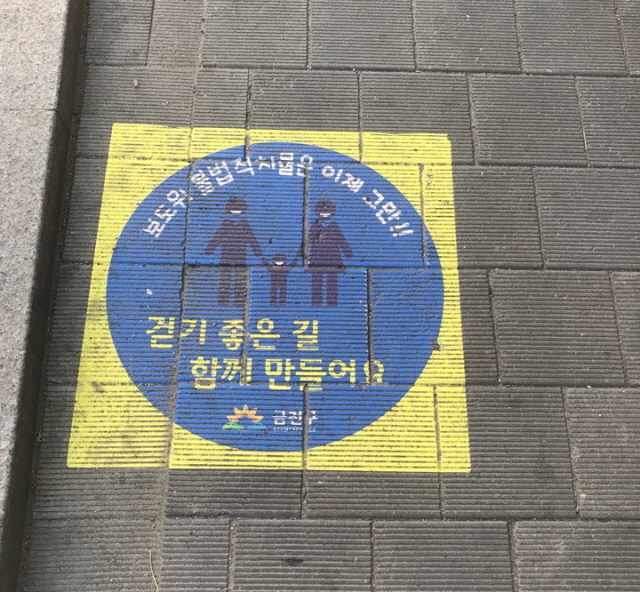 보도위 불법적치물은 이제 그만!!
걷기 좋은 길
함께 만들어요
금천구